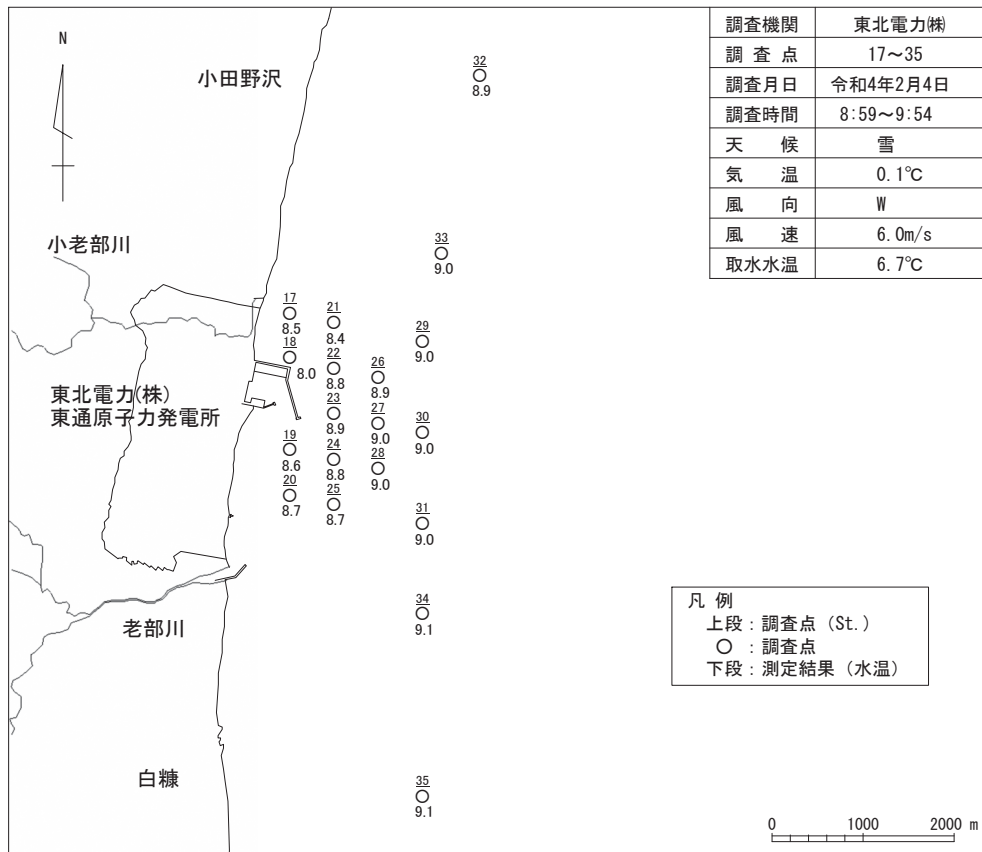 調査機関 東北電力㈱
調査点 17～35
調査月日 令和4年2月4日
調査時間 8:59～9:54
天候 雪
気温 0.1℃
風向 W
風速 6.0m/s
取水水温 6.7℃
N
小田野沢
32
8.9
小老部川
33
9.0
17
8.5
21
8.4
29
9.0
18
8.0
22
8.8
26
8.9
東北電力(株)
東通原子力発電所
23
8.9
27
9.0
30
9.0
19
8.6
24
8.8
28
9.0
20
8.7
25
8.7
31
9.0
34
9.1
老部川
凡例
上段：調査点（St.）
○：調査点
下段：測定結果（水温）
白糠
35
9.1
0 1000 2000 m